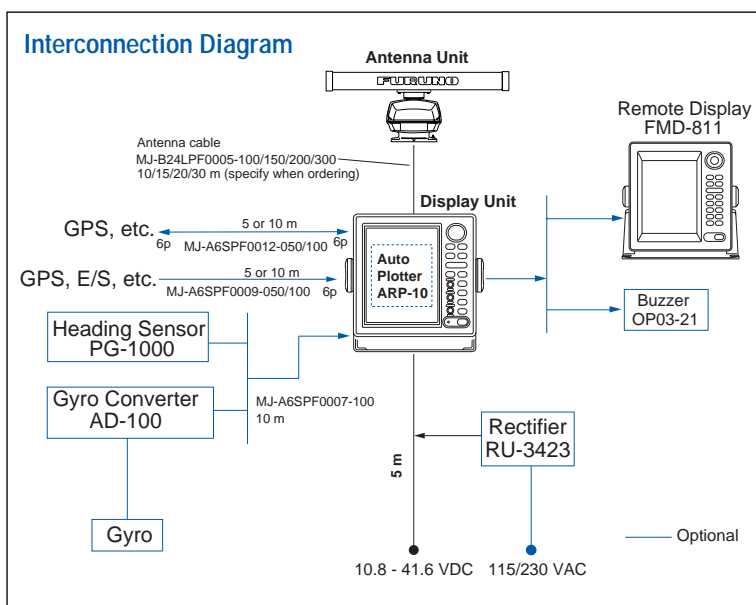 Interconnection Diagram
Antenna Unit
FURUNO
Remote Display
FMD-811
Antenna cable
MJ-B24LPF0005-100/150/200/300
10/15/20/30 m (specify when ordering)
Display Unit
GPS, etc.
5 or 10 m
6p
MJ-A6SPF0012-050/100
6p
Auto
Plotter
ARP-10
GPS, E/S, etc.
5 or 10 m
MJ-A6SPF0009-050/100
6p
Buzzer
OP03-21
Heading Sensor
PG-1000
Gyro Converter
AD-100
MJ-A6SPF0007-100
10 m
Rectifier
RU-3423
5 m
Gyro
Optional
10.8 - 41.6 VDC
115/230 VAC